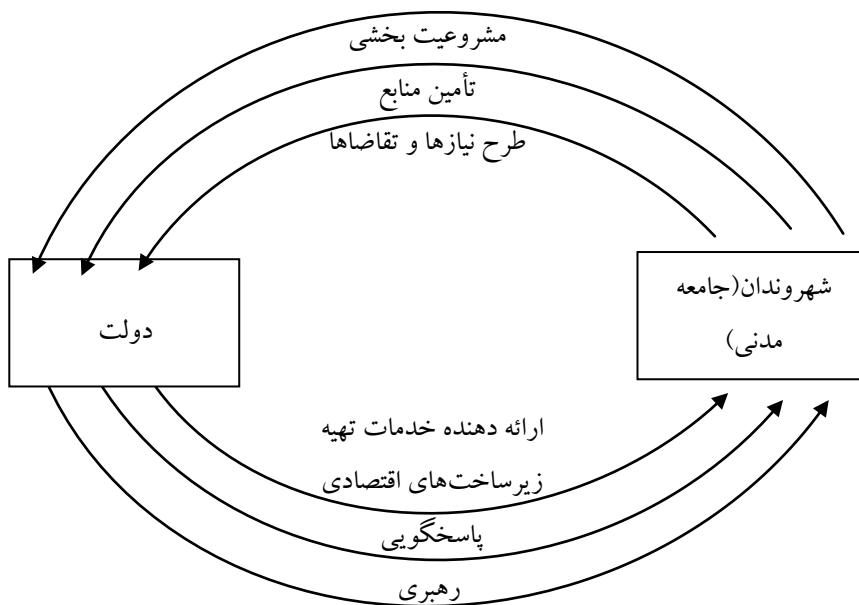 مشروعیت بخشی
تأمین منابع
طرح نیازها و تقاضاها
شهروندان(جامعه
مدنی)
دولت
ارائه دهنده خدمات تهیه
زیرساخت‌های اقتصادی
پاسخگویی
رهبری